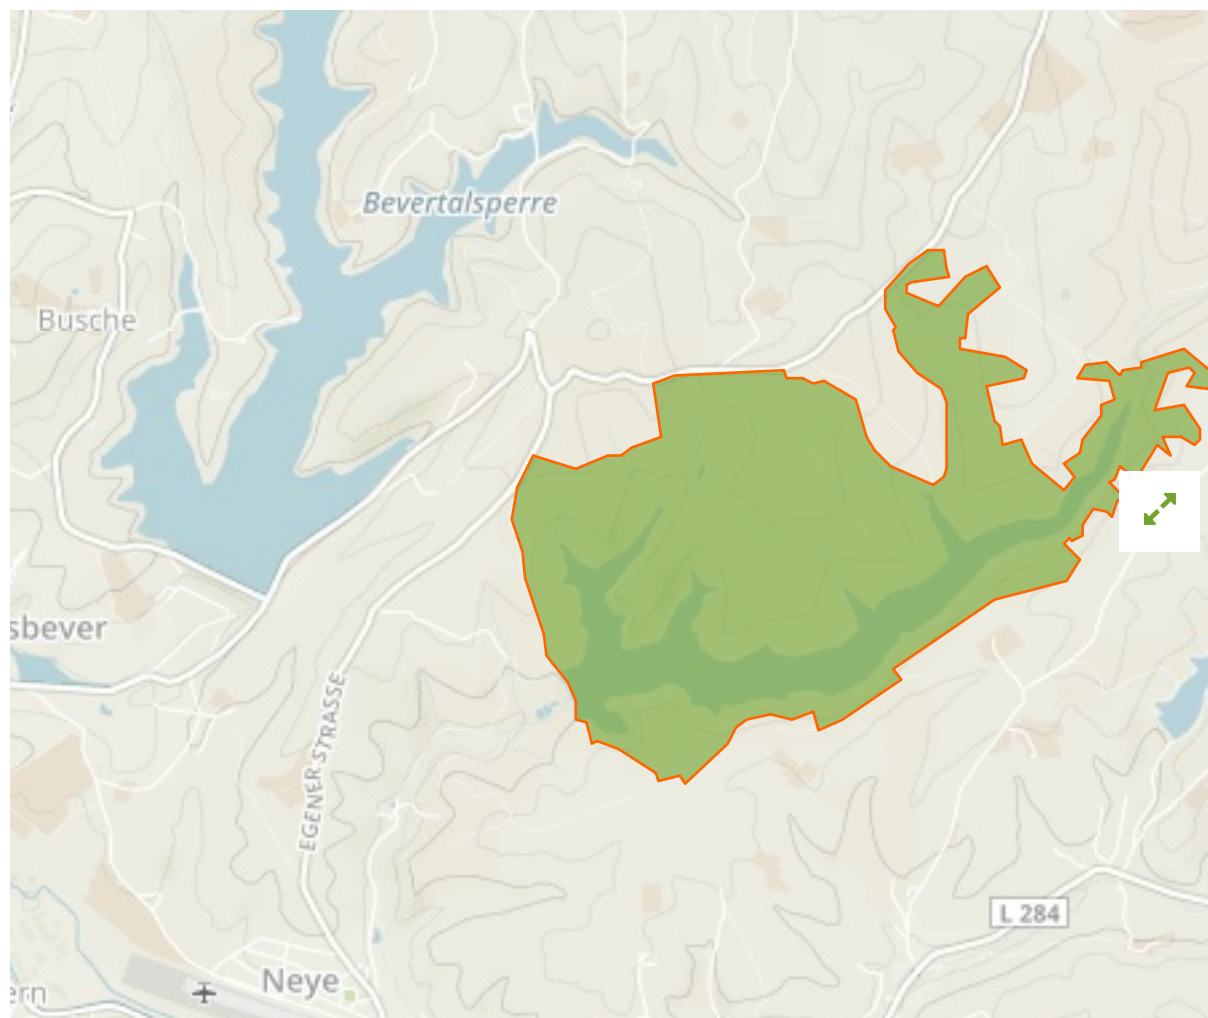 Bevertalsperre
Busche
sbever
EGENER STRASSE
L 284
Neye
ern